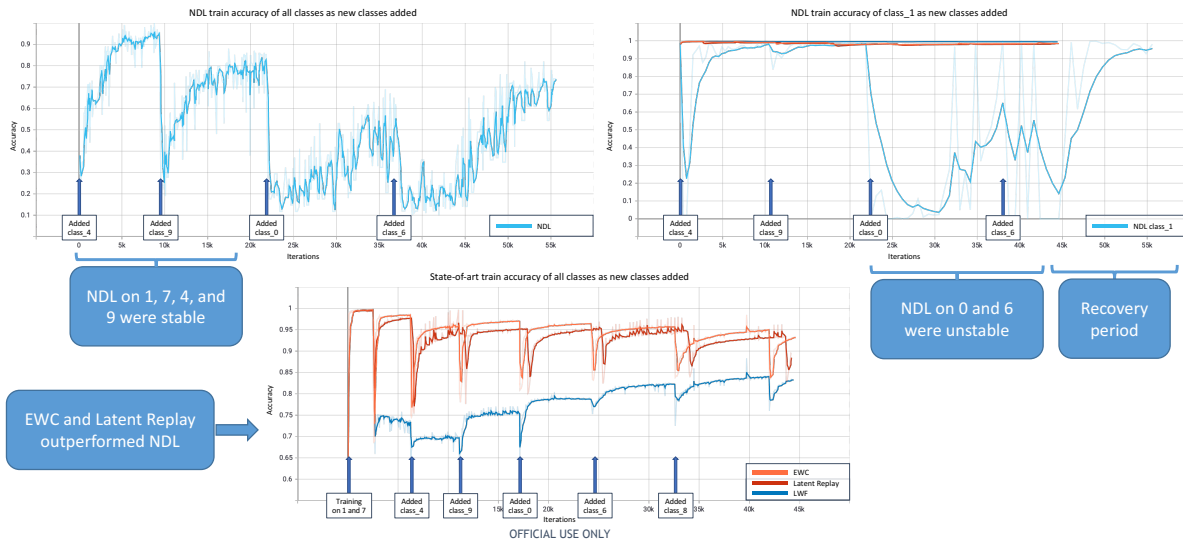 NDL train accuracy of all classes as new classes added
0.9
0.8
0.7
0.6
0.5
0.4
0.3
0.2
0.1
Accuracy
0
5k
10k
15k
20k
25k
30k
35k
40k
45k
50k
55k
Iterations
Added
class_4
Added
class_9
Added
class_0
Added
class_6
NDL
NDL train accuracy of class_1 as new classes added
1
0.9
0.8
0.7
0.6
0.5
0.4
0.3
0.2
0.1
0
Accuracy
0
5k
10k
15k
20k
25k
30k
35k
40k
45k
50k
55k
Iterations
Added
class_4
Added
class_9
Added
class_0
Added
class_6
NDL class_1
NDL on 1, 7, 4, and
9 were stable
NDL on 0 and 6
were unstable
Recovery
period
EWC and Latent Replay
outperformed NDL
State-of-art train accuracy of all classes as new classes added
1
0.95
0.9
0.85
0.8
0.75
0.7
0.65
0.6
Accuracy
Training
on 1 and 7
Added
class_4
Added
class_9
Added
class_0
Added
class_6
Added
class_8
15k
20k
25k
30k
35k
40k
45k
Iterations
EWC
Latent Replay
LWF
OFFICIAL USE ONLY